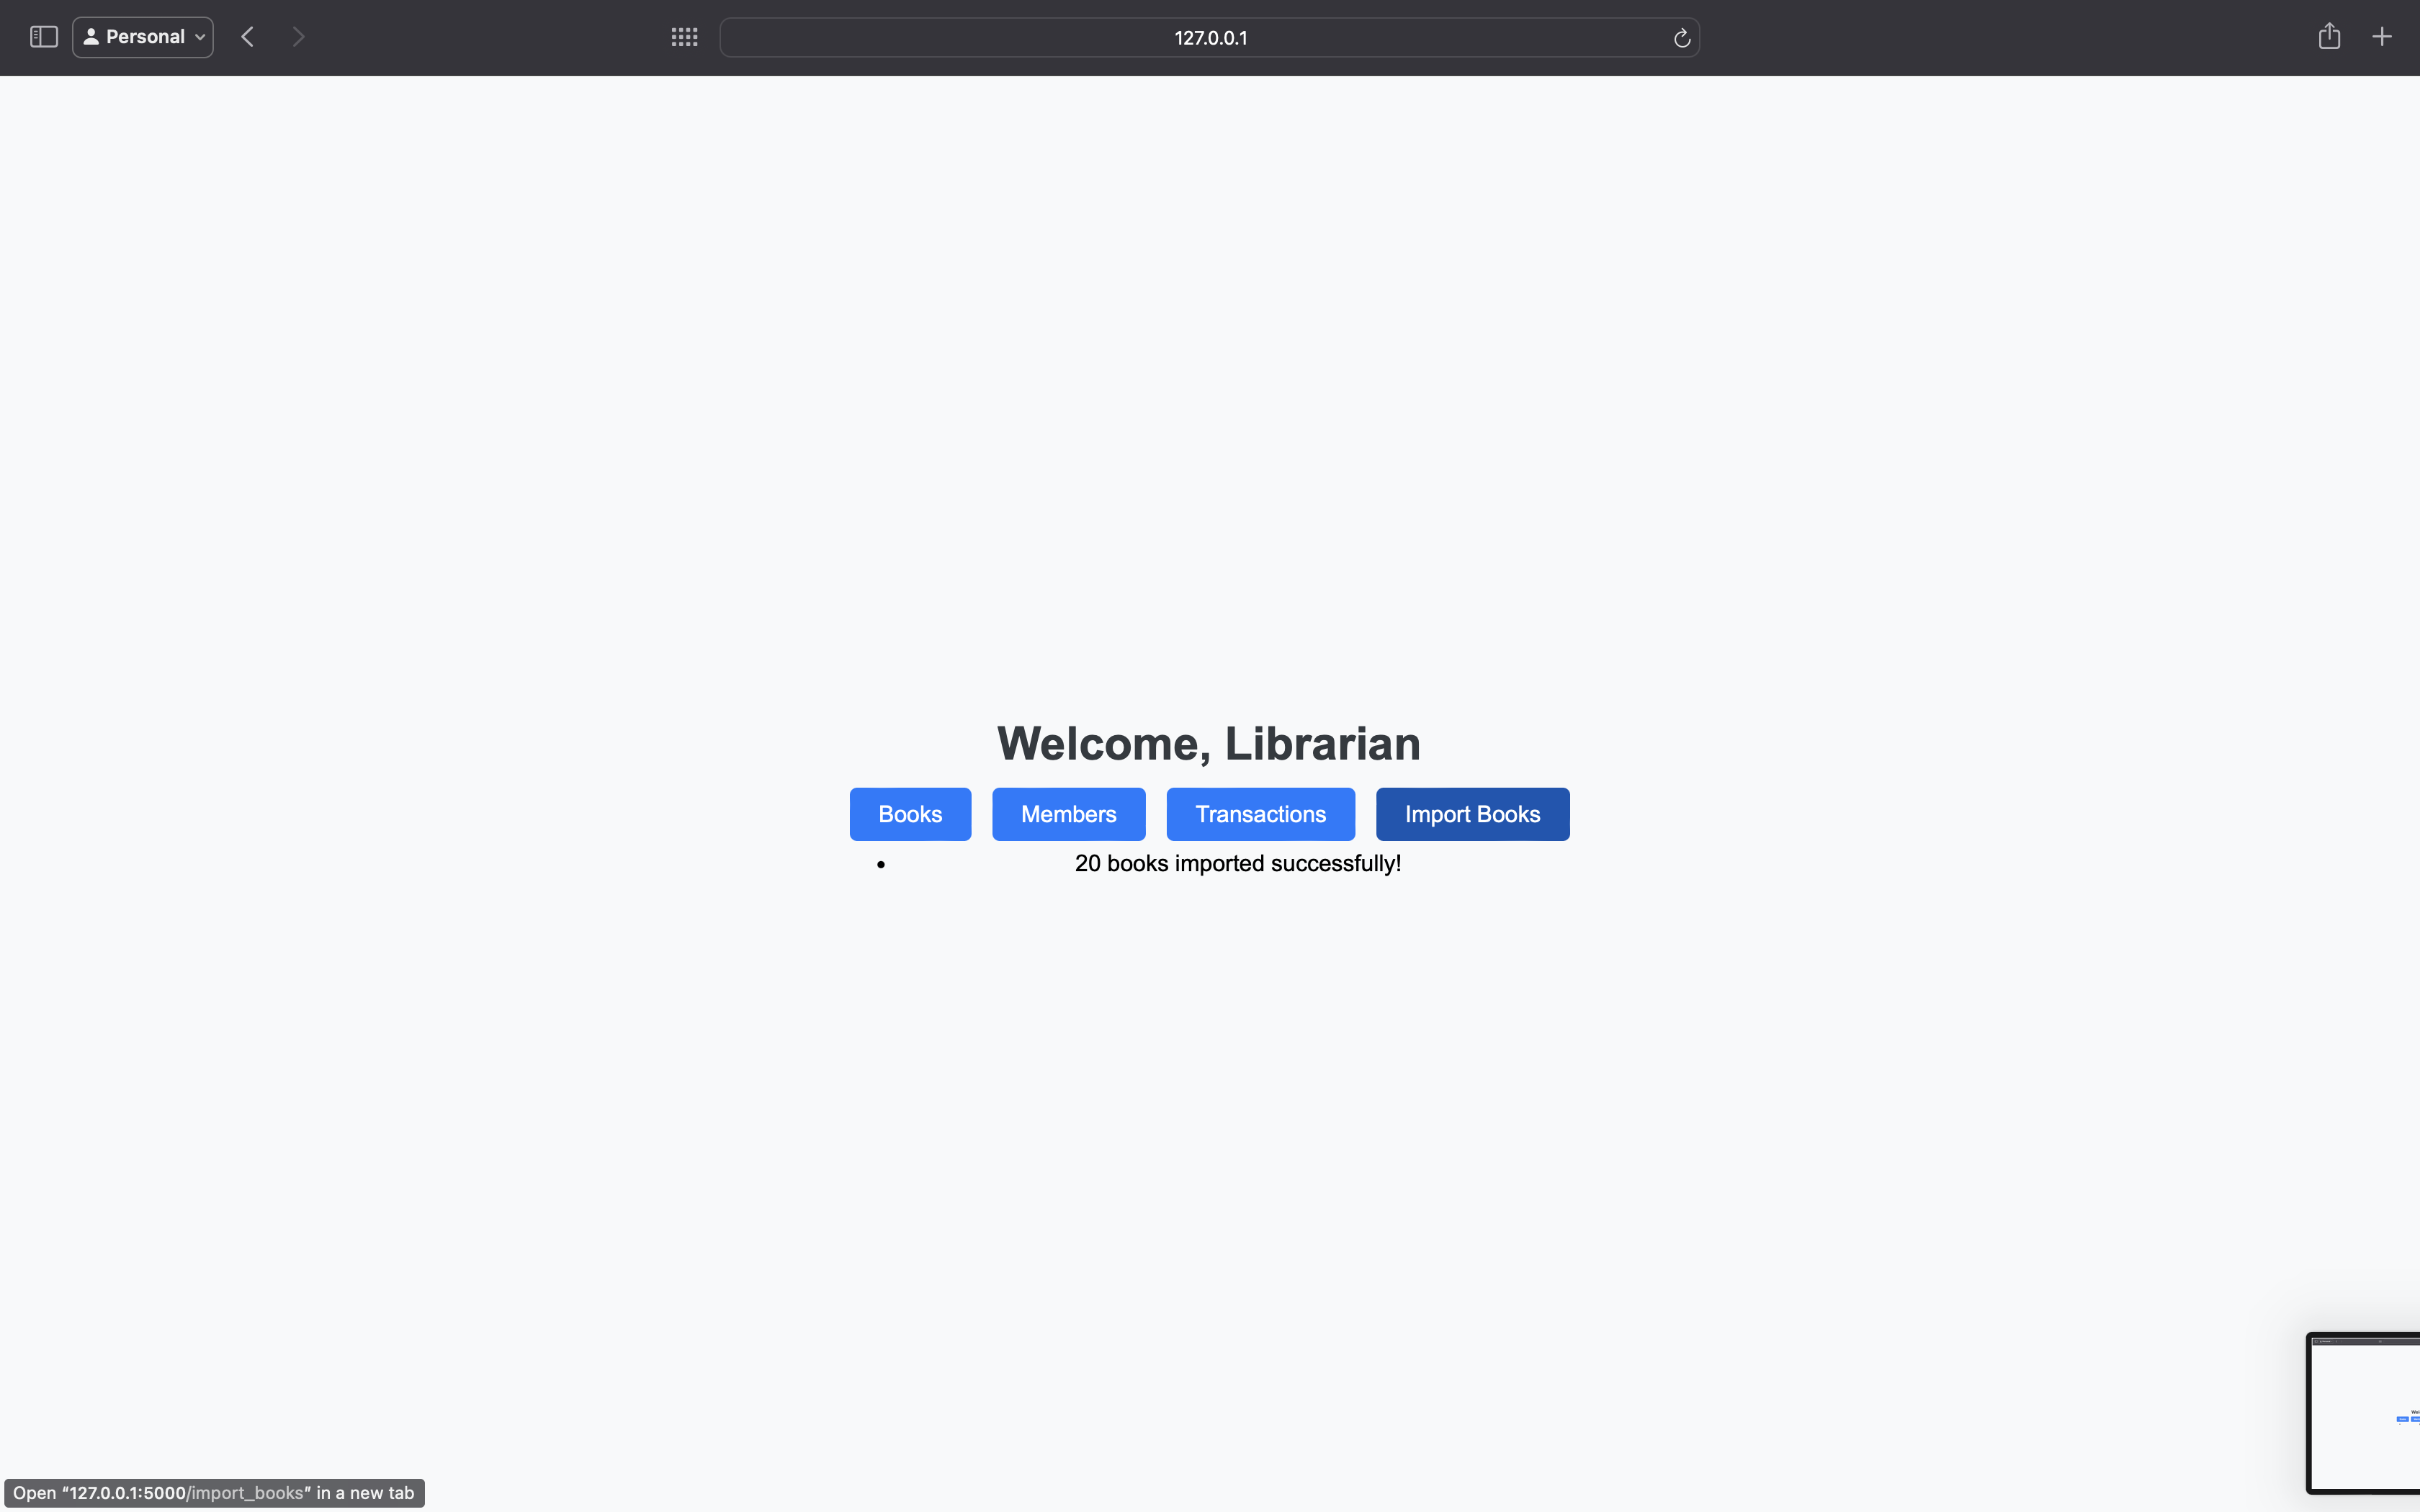 Personal
127.0.0.1
Welcome, Librarian
Books Members Transactions Import Books
• 20 books imported successfully!
Open “127.0.0.1:5000/import_books” in a new tab